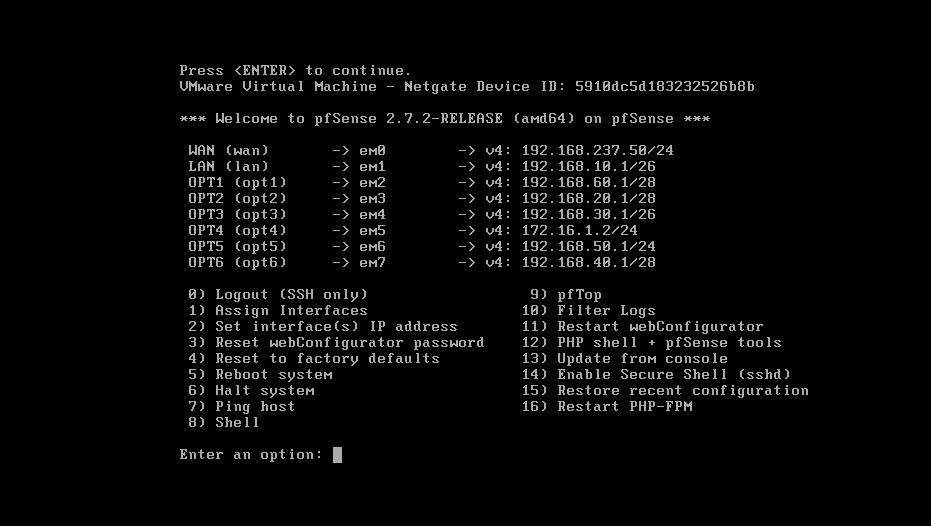 Press <ENTER> to continue.
VMware Virtual Machine - Netgate Device ID: 5910dc5d183232526b8b
*** Welcome to pfSense 2.7.2-RELEASE (amd64) on pfSense ***
WAN (wan) -> em0 -> v4: 192.168.237.50/24
LAN (lan) -> em1 -> v4: 192.168.10.1/26
OPT1 (opt1) -> em2 -> v4: 192.168.60.1/28
OPT2 (opt2) -> em3 -> v4: 192.168.20.1/28
OPT3 (opt3) -> em4 -> v4: 192.168.30.1/26
OPT4 (opt4) -> em5 -> v4: 172.16.1.2/24
OPT5 (opt5) -> em6 -> v4: 192.168.50.1/24
OPT6 (opt6) -> em7 -> v4: 192.168.40.1/28
0) Logout (SSH only) 9) pfTop
1) Assign Interfaces 10) Filter Logs
2) Set interface(s) IP address 11) Restart webConfigurator
3) Reset webConfigurator password 12) PHP shell + pfSense tools
4) Reset to factory defaults 13) Update from console
5) Reboot system 14) Enable Secure Shell (sshd)
6) Halt system 15) Restore recent configuration
7) Ping host 16) Restart PHP-FPM
8) Shell
Enter an option: